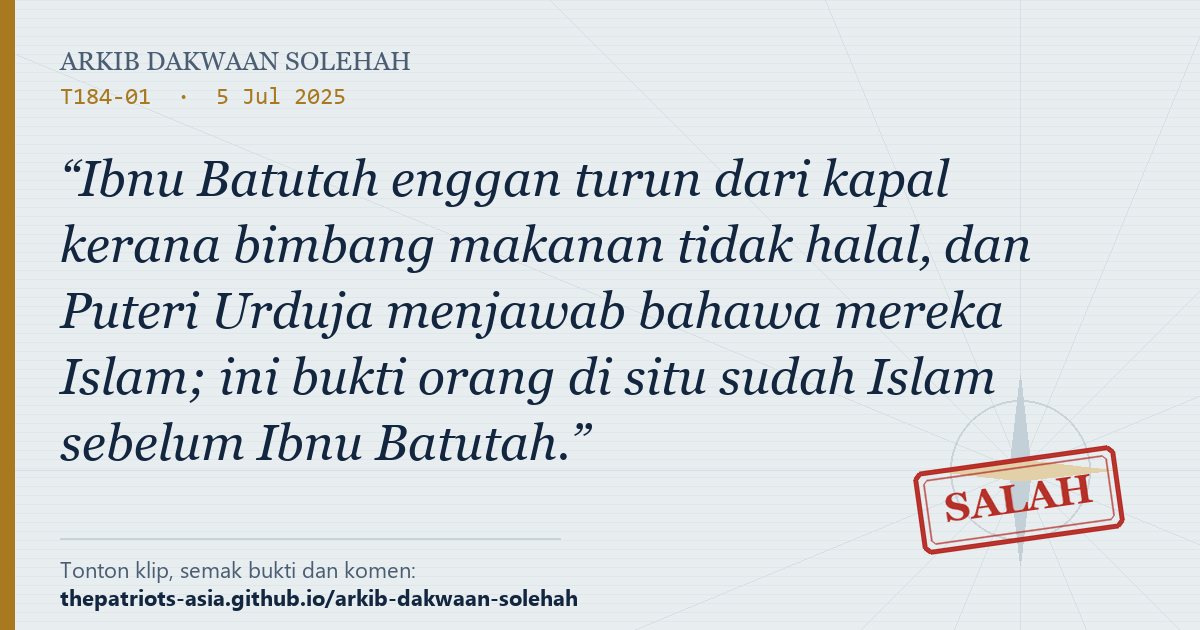 ARKIB DAKWAAN SOLEHAH
T184-01 · 5 Jul 2025
“Ibnu Batutah enggan turun dari kapal
kerana bimbang makanan tidak halal, dan
Puteri Urduja menjawab bahawa mereka
Islam; ini bukti orang di situ sudah Islam
sebelum Ibnu Batutah.”
SALAH
Tonton klip, semak bukti dan komen:
thepatriots-asia.github.io/arkib-dakwaan-solehah